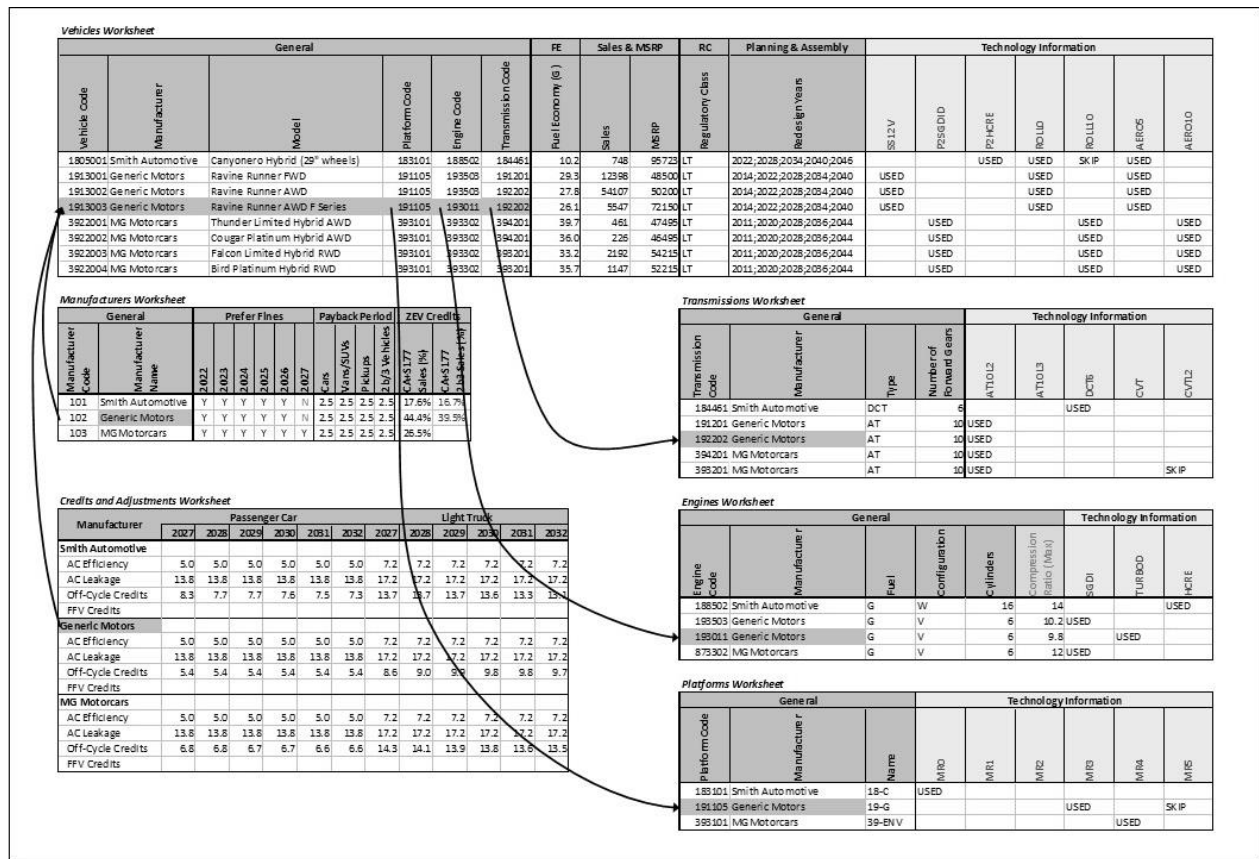 Vehicles Worksheet
General FE Sales & MSRP RC Planning & Assembly Technology Information
Vehicle Code Manufacturer Model Platform Code Engine Code Transmission Code Fuel Economy (G) Sales MSRP Regulatory Class Redesign Years SS12V P2SGDID P2HCRE ROLL0 ROLL10 AERO5 AERO10
1805001 Smith Automotive Canyonero Hybrid (29" wheels) 183101 188502 184461 10.2 748 95723 LT 2022;2028;2034;2040;2046 USED USED SKIP USED
1913001 Generic Motors Ravine Runner FWD 191105 193503 191201 29.3 12398 48500 LT 2014;2022;2028;2034;2040 USED USED USED
1913002 Generic Motors Ravine Runner AWD 191105 193503 192202 27.8 54107 50200 LT 2014;2022;2028;2034;2040 USED USED USED
1913003 Generic Motors Ravine Runner AWD F Series 191105 193011 192202 26.1 5547 72150 LT 2014;2022;2028;2034;2040 USED USED USED
3922001 MG Motorcars Thunder Limited Hybrid AWD 393101 393302 394201 39.7 461 47495 LT 2011;2020;2028;2036;2044 USED USED USED
3922002 MG Motorcars Cougar Platinum Hybrid AWD 393101 393302 394201 36.0 226 46495 LT 2011;2020;2028;2036;2044 USED USED USED
3922003 MG Motorcars Falcon Limited Hybrid RWD 393101 393302 393201 33.2 2192 54215 LT 2011;2020;2028;2036;2044 USED USED USED
3922004 MG Motorcars Bird Platinum Hybrid RWD 393101 393302 393201 35.7 1147 52215 LT 2011;2020;2028;2036;2044 USED USED USED
Manufacturers Worksheet
General Prefer Fines Payback Period ZEV Credits
Manufacturer Code Manufacturer Name 2022 2023 2024 2025 2026 2027 Cars Vans/SUVs Pickups 2b/3 Vehicles CA+S177 Sales (%) CA+S177 2b3 Sales (%)
101 Smith Automotive Y Y Y Y Y N 2.5 2.5 2.5 2.5 17.6% 16.7%
102 Generic Motors Y Y Y Y Y N 2.5 2.5 2.5 2.5 44.4% 39.5%
103 MG Motorcars Y Y Y Y Y Y 2.5 2.5 2.5 2.5 26.5%
Transmissions Worksheet
General Technology Information
Transmission Code Manufacturer Type Number of Forward Gears AT10L2 AT10L3 DCT6 CVT CVTL2
184461 Smith Automotive DCT 6 USED
191201 Generic Motors AT 10 USED
192202 Generic Motors AT 10 USED
394201 MG Motorcars AT 10 USED
393201 MG Motorcars AT 10 USED SKIP
Credits and Adjustments Worksheet
Manufacturer Passenger Car Light Truck
2027 2028 2029 2030 2031 2032 2027 2028 2029 2030 2031 2032
Smith Automotive
AC Efficiency 5.0 5.0 5.0 5.0 5.0 5.0 7.2 7.2 7.2 7.2 7.2 7.2
AC Leakage 13.8 13.8 13.8 13.8 13.8 13.8 17.2 17.2 17.2 17.2 17.2 17.2
Off-Cycle Credits 8.3 7.7 7.7 7.6 7.5 7.3 13.7 13.7 13.7 13.6 13.3 13.1
FFV Credits
Generic Motors
AC Efficiency 5.0 5.0 5.0 5.0 5.0 5.0 7.2 7.2 7.2 7.2 7.2 7.2
AC Leakage 13.8 13.8 13.8 13.8 13.8 13.8 17.2 17.2 17.2 17.2 17.2 17.2
Off-Cycle Credits 5.4 5.4 5.4 5.4 5.4 5.4 8.6 9.0 9.9 9.8 9.8 9.7
FFV Credits
MG Motorcars
AC Efficiency 5.0 5.0 5.0 5.0 5.0 5.0 7.2 7.2 7.2 7.2 7.2 7.2
AC Leakage 13.8 13.8 13.8 13.8 13.8 13.8 17.2 17.2 17.2 17.2 17.2 17.2
Off-Cycle Credits 6.8 6.8 6.7 6.7 6.6 6.6 14.3 14.1 13.9 13.8 13.6 13.5
FFV Credits
Engines Worksheet
General Technology Information
Engine Code Manufacturer Fuel Configuration Cylinders Compression Ratio (Max) SGDI TURBOD HCRE
188502 Smith Automotive G W 16 14 USED
193503 Generic Motors G V 6 10.2 USED
193011 Generic Motors G V 6 9.8 USED
873302 MG Motorcars G V 6 12 USED
Platforms Worksheet
General Technology Information
Platform Code Manufacturer Name MR0 MR1 MR2 MR3 MR4 MR5
183101 Smith Automotive 18-C USED
191105 Generic Motors 19-G USED SKIP
393101 MG Motorcars 39-ENV USED